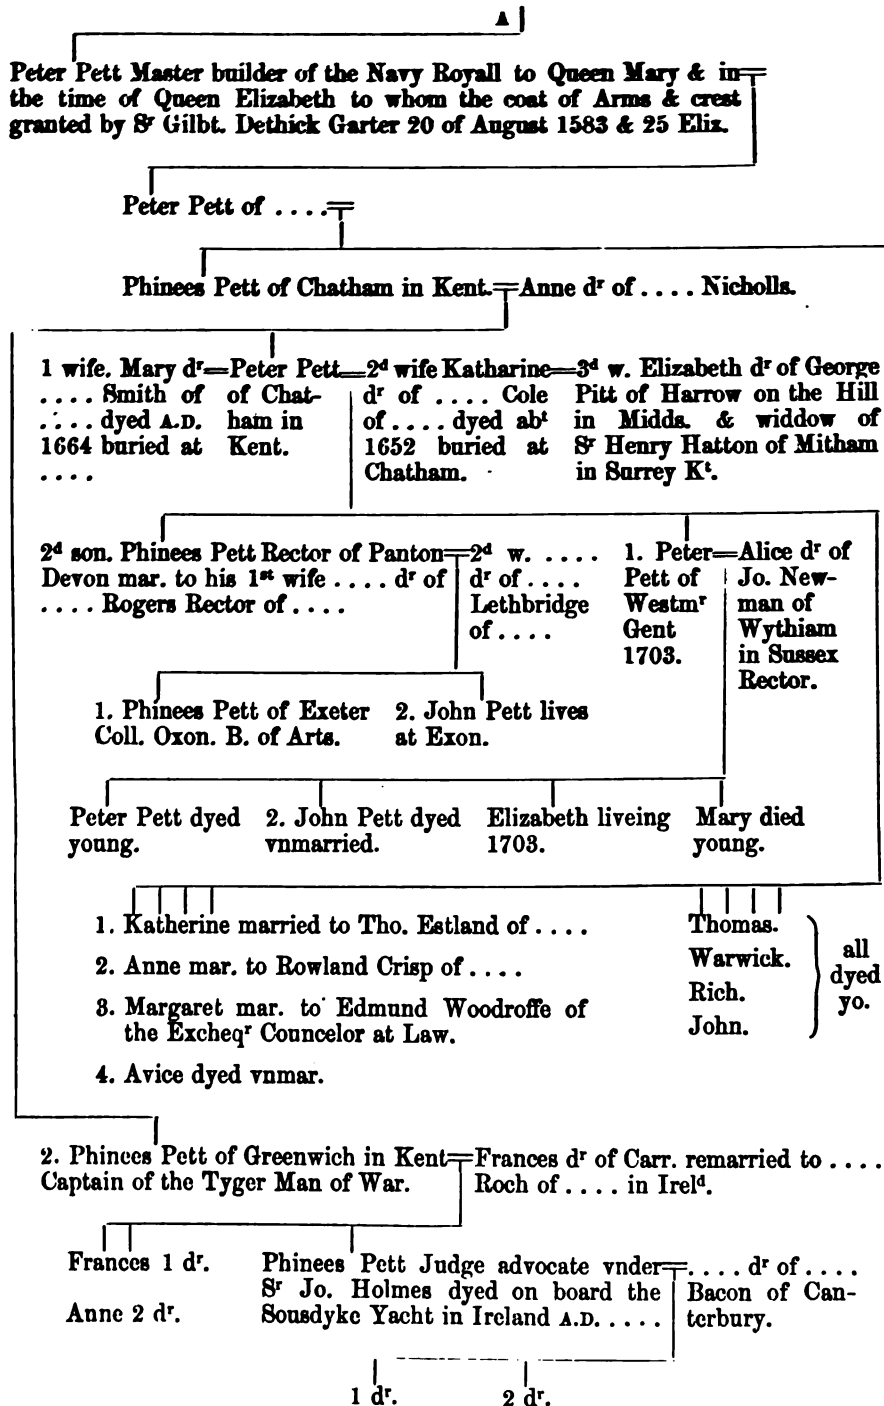 A
Peter Pett Master builder of the Navy Royall to Queen Mary & in
the time of Queen Elizabeth to whom the coat of Arms & crest
granted by Sʳ Gilbt. Dethick Garter 20 of August 1583 & 25 Eliz.
Peter Pett of . . . .
Phinees Pett of Chatham in Kent. Anne dʳ of . . . . Nicholls.
1 wife. Mary dʳ
. . . . Smith of
. . . . dyed A.D.
1664 buried at
. . . .
Peter Pett
of Chat-
ham in
Kent.
2ᵈ wife Katharine
dʳ of . . . . Cole
of . . . . dyed abᵗ
1652 buried at
Chatham.
3ᵈ w. Elizabeth dʳ of George
Pitt of Harrow on the Hill
in Midds. & widdow of
Sʳ Henry Hatton of Mitham
in Surrey Kᵗ.
2ᵈ son. Phinees Pett Rector of Panton
Devon mar. to his 1ˢᵗ wife . . . . dʳ of
. . . . Rogers Rector of . . . .
2ᵈ w. . . . .
dʳ of . . . .
Lethbridge
of . . . .
1. Peter
Pett of
Westmʳ
Gent
1703.
Alice dʳ of
Jo. New-
man of
Wythiam
in Sussex
Rector.
1. Phinees Pett of Exeter
Coll. Oxon. B. of Arts.
2. John Pett lives
at Exon.
Peter Pett dyed
young.
2. John Pett dyed
vnmarried.
Elizabeth liveing
1703.
Mary died
young.
1. Katherine married to Tho. Estland of . . . .
2. Anne mar. to Rowland Crisp of . . . .
3. Margaret mar. to Edmund Woodroffe of
the Excheqʳ Councelor at Law.
4. Avice dyed vnmar.
Thomas.
Warwick.
Rich.
John.
all
dyed
yo.
2. Phinees Pett of Greenwich in Kent
Captain of the Tyger Man of War.
Frances dʳ of Carr. remarried to . . . .
Roch of . . . . in Irelᵈ.
Frances 1 dʳ.
Anne 2 dʳ.
Phinees Pett Judge advocate vnder
Sʳ Jo. Holmes dyed on board the
Sousdyke Yacht in Ireland A.D. . . . .
. . . . dʳ of . . . .
Bacon of Can-
terbury.
1 dʳ. 2 dʳ.